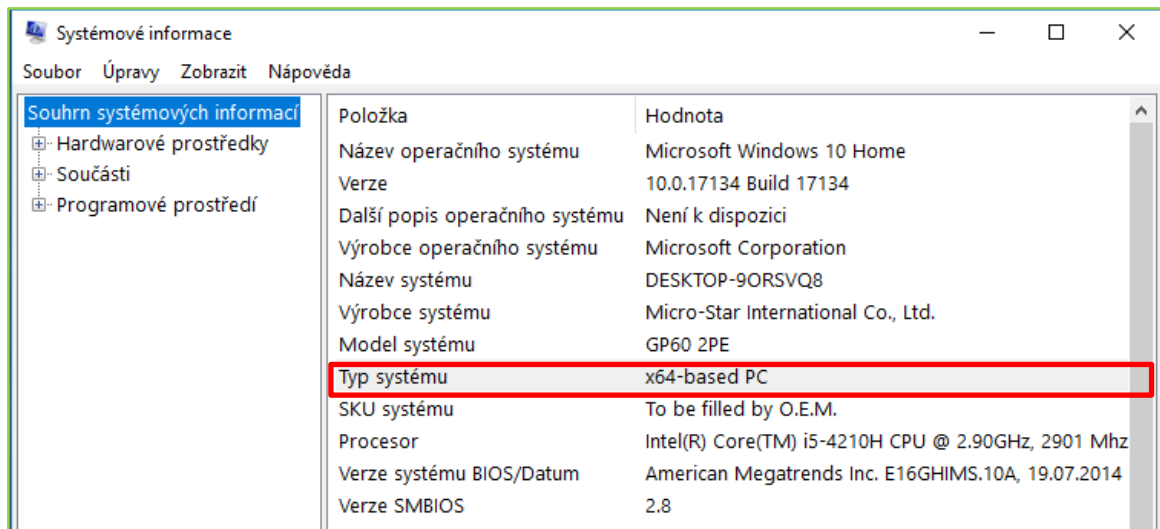 Systémové informace
Soubor Úpravy Zobrazit Nápověda
Souhrn systémových informací
Hardwarové prostředky
Součásti
Programové prostředí
Položka Hodnota
Název operačního systému Microsoft Windows 10 Home
Verze 10.0.17134 Build 17134
Další popis operačního systému Není k dispozici
Výrobce operačního systému Microsoft Corporation
Název systému DESKTOP-9ORSVQ8
Výrobce systému Micro-Star International Co., Ltd.
Model systému GP60 2PE
Typ systému x64-based PC
SKU systému To be filled by O.E.M.
Procesor Intel(R) Core(TM) i5-4210H CPU @ 2.90GHz, 2901 Mhz
Verze systému BIOS/Datum American Megatrends Inc. E16GHIMS.10A, 19.07.2014
Verze SMBIOS 2.8